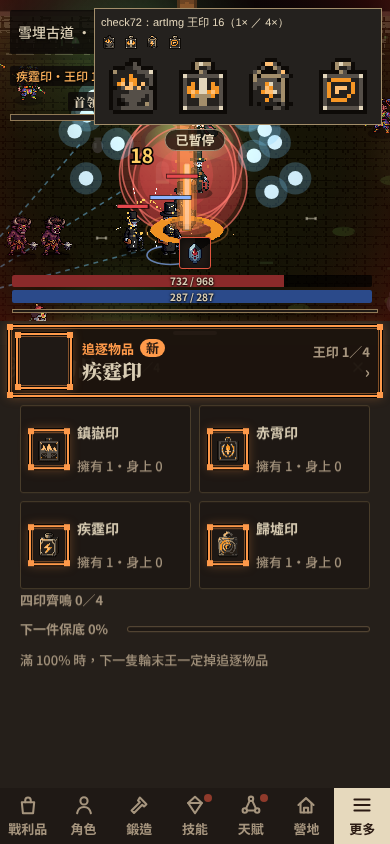 雪埋古道・
check72：artImg 王印 16（1× ／ 4×）
疾霆印・王印 1
首領
已暫停
18
732 / 968
287 / 287
追逐物品 新
疾霆印
王印 1／4
›
鎮嶽印
擁有 1・身上 0
赤霄印
擁有 1・身上 0
疾霆印
擁有 1・身上 0
歸墟印
擁有 1・身上 0
四印齊鳴 0／4
下一件保底 0%
滿 100% 時，下一隻輪末王一定掉追逐物品
戰利品 角色 鍛造 技能 天賦 營地 更多